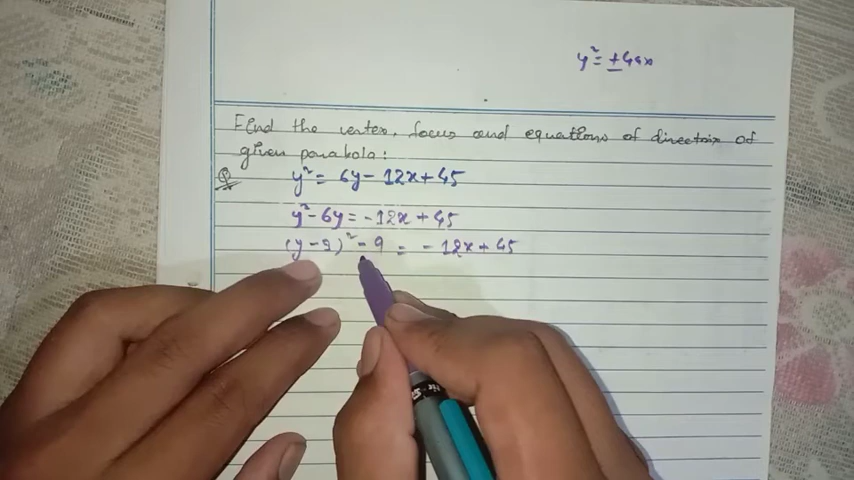 y² = ±4ax
Find the vertex, focus and equations of directrix of
given parabola:
Q y² = 6y - 12x + 45
y² - 6y = -12x + 45
(y - 3)² - 9 = -12x + 45